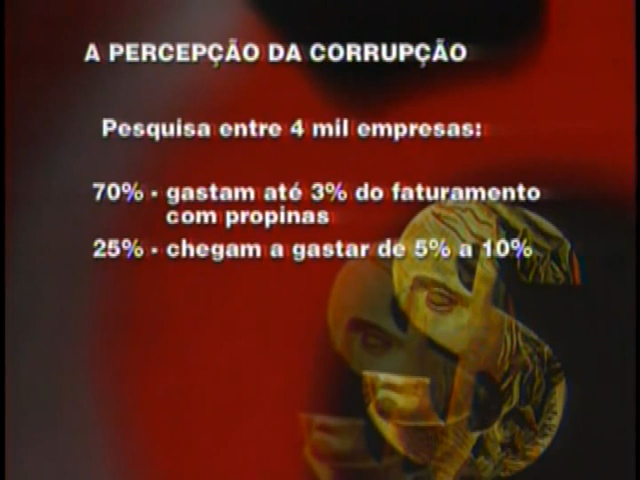 A PERCEPÇÃO DA CORRUPÇÃO
Pesquisa entre 4 mil empresas:
70% - gastam até 3% do faturamento
com propinas
25% - chegam a gastar de 5% a 10%